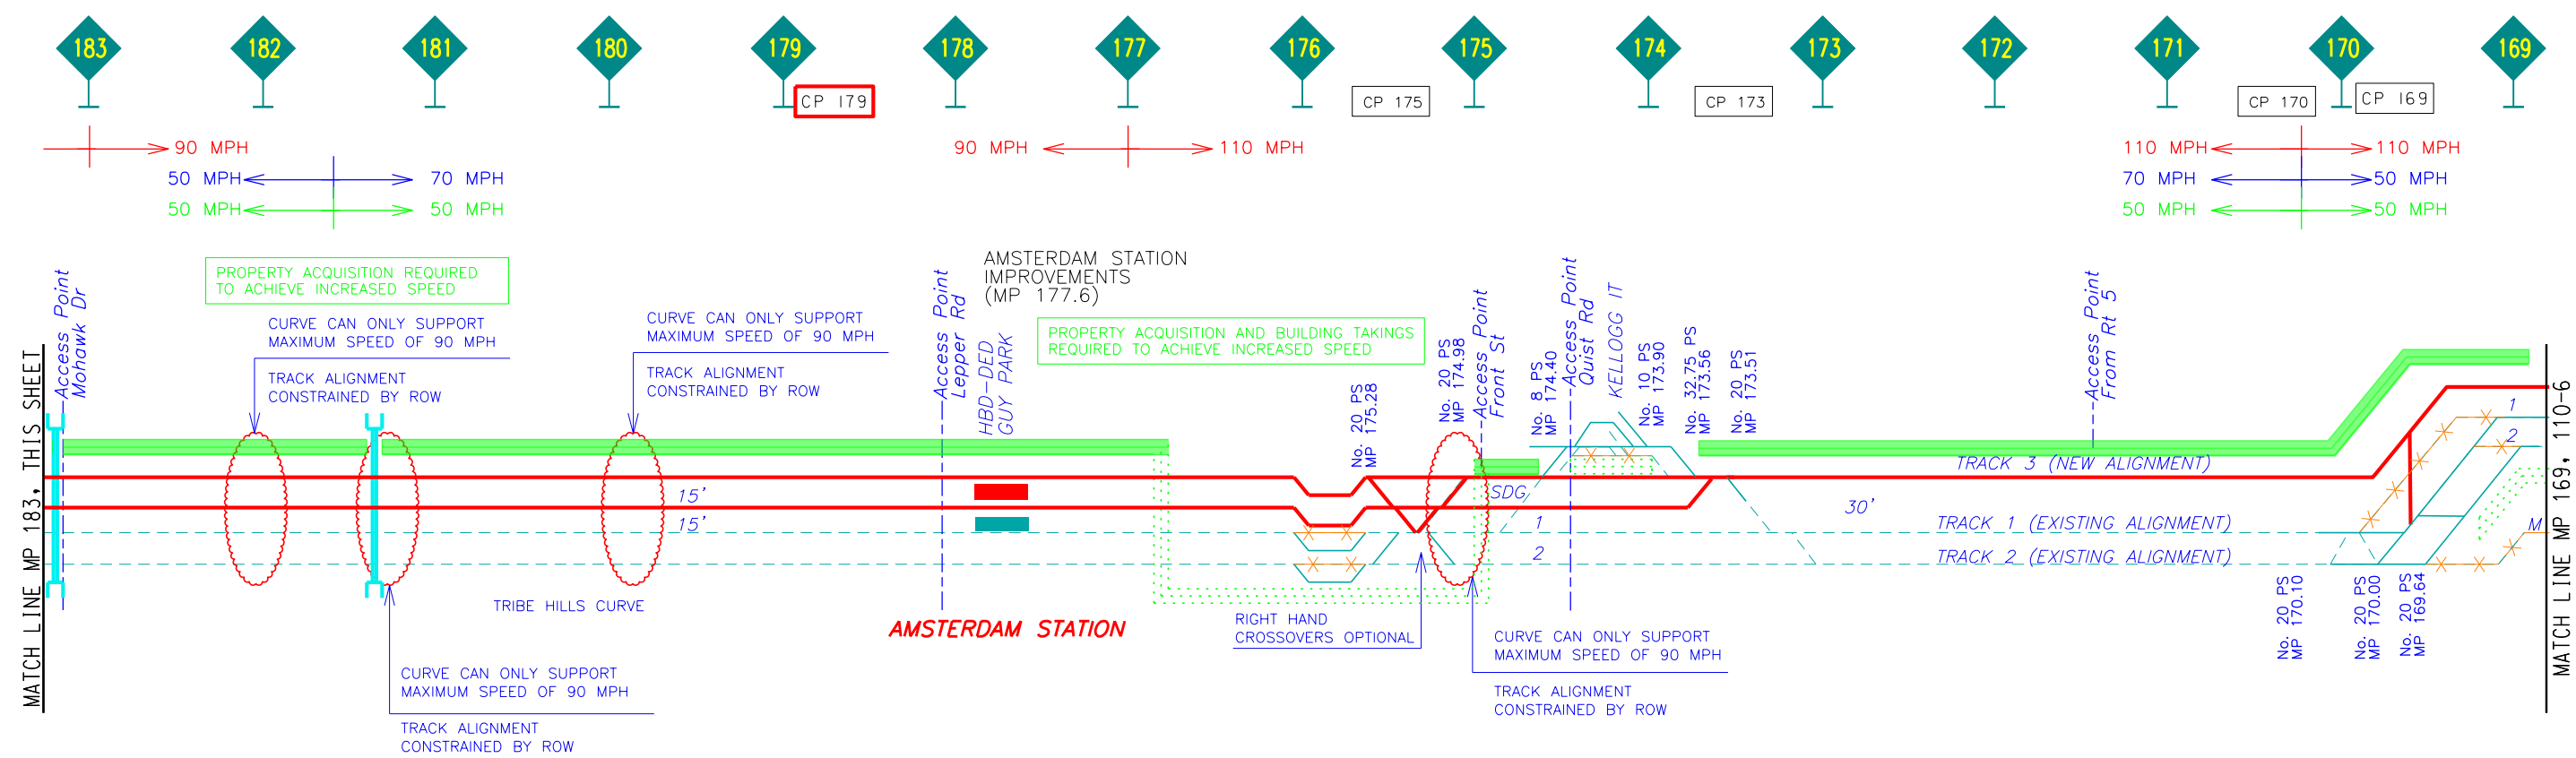 183
182
181
180
179
178
177
176
175
174
173
172
171
170
169
CP 179
CP 175
CP 173
CP 170
CP 169
90 MPH
90 MPH
110 MPH
110 MPH
110 MPH
50 MPH
70 MPH
70 MPH
50 MPH
50 MPH
50 MPH
50 MPH
50 MPH
MATCH LINE MP 183, THIS SHEET
Access Point
Mohawk Dr
PROPERTY ACQUISITION REQUIRED
TO ACHIEVE INCREASED SPEED
CURVE CAN ONLY SUPPORT
MAXIMUM SPEED OF 90 MPH
TRACK ALIGNMENT
CONSTRAINED BY ROW
CURVE CAN ONLY SUPPORT
MAXIMUM SPEED OF 90 MPH
TRACK ALIGNMENT
CONSTRAINED BY ROW
Access Point
Lepper Rd
AMSTERDAM STATION
IMPROVEMENTS
(MP 177.6)
HBD-DED
GUY PARK
PROPERTY ACQUISITION AND BUILDING TAKINGS
REQUIRED TO ACHIEVE INCREASED SPEED
No. 20 PS
MP 175.28
No. 20 PS
MP 174.98
Access Point
Front St
No. 8 PS
MP 174.40
Access Point
Quist Rd
KELLOGG IT
No. 10 PS
MP 173.90
No. 32.75 PS
MP 173.56
No. 20 PS
MP 173.51
Access Point
From Rt 5
1
2
TRACK 3 (NEW ALIGNMENT)
15'
15'
SDG
1
2
30'
TRACK 1 (EXISTING ALIGNMENT)
TRACK 2 (EXISTING ALIGNMENT)
M
No. 20 PS
MP 170.10
No. 20 PS
MP 170.00
No. 20 PS
MP 169.64
TRIBE HILLS CURVE
AMSTERDAM STATION
RIGHT HAND
CROSSOVERS OPTIONAL
CURVE CAN ONLY SUPPORT
MAXIMUM SPEED OF 90 MPH
TRACK ALIGNMENT
CONSTRAINED BY ROW
CURVE CAN ONLY SUPPORT
MAXIMUM SPEED OF 90 MPH
TRACK ALIGNMENT
CONSTRAINED BY ROW
MATCH LINE MP 169, 110-6